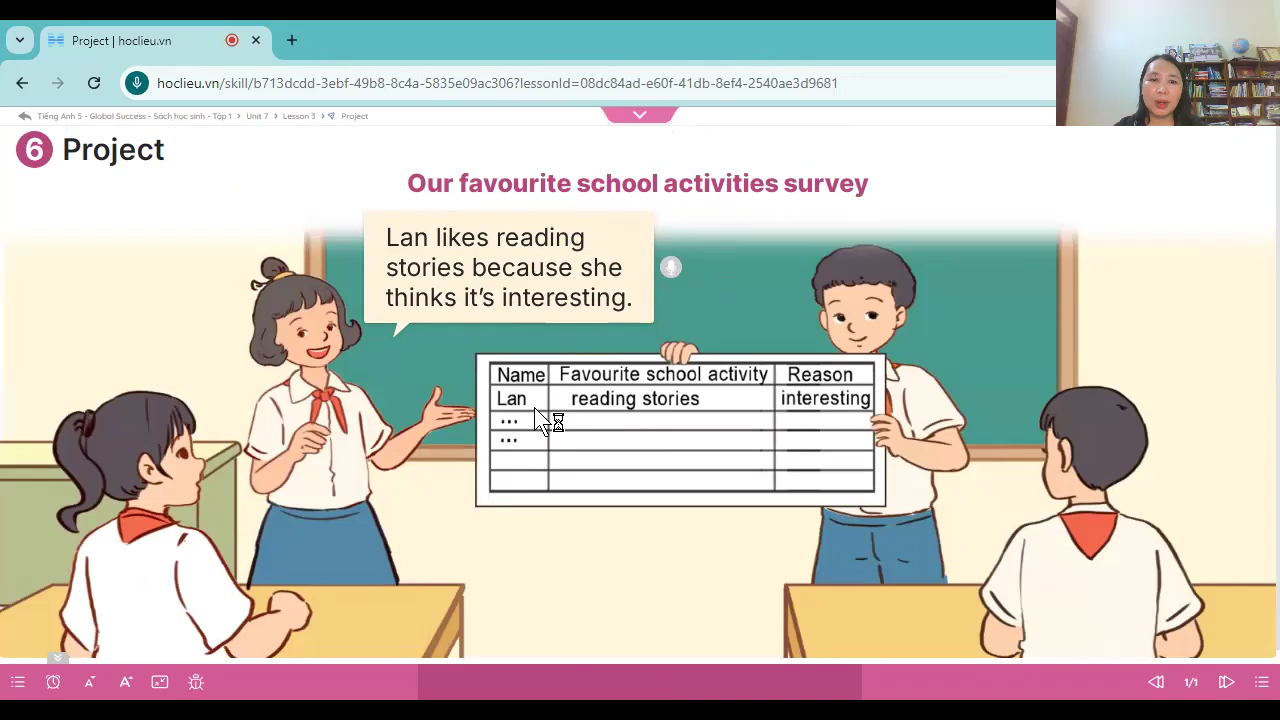 Project | hoclieu.vn
hoclieu.vn/skill/b713dcdd-3ebf-49b8-8c4a-5835e09ac3f0?lessonid=08dc84ad-e60f-41db-8ef4-2540ae3d9681
Tiếng Anh 5 - Global Success - Sách học sinh - Tập 1 > Unit 7 > Lesson 3 > Project
6 Project
Our favourite school activities survey
Lan likes reading
stories because she
thinks it's interesting.
Name Favourite school activity Reason
Lan reading stories interesting
...
...
1/1